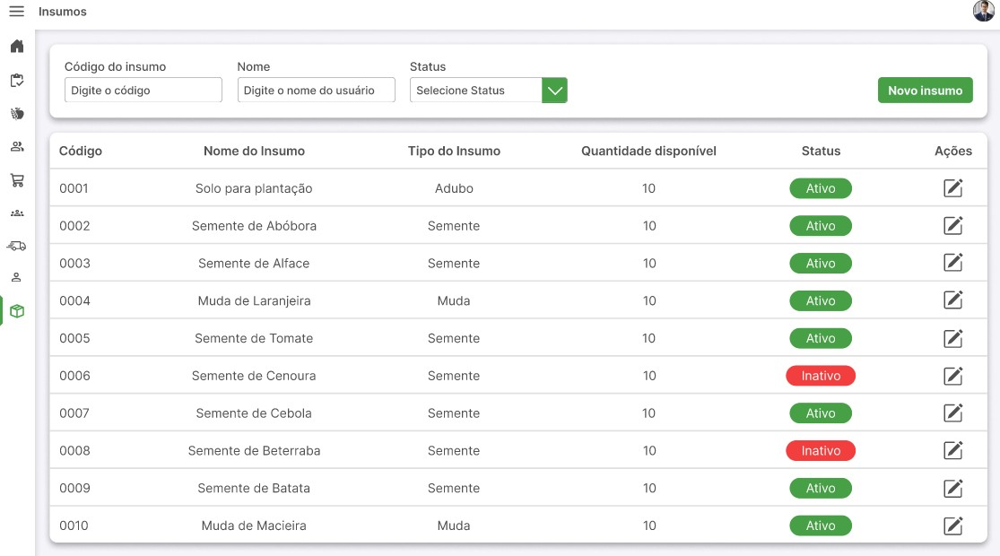 Insumos
Código do insumo Nome Status
Digite o código Digite o nome do usuário Selecione Status Novo insumo
Código Nome do Insumo Tipo do Insumo Quantidade disponível Status Ações
0001 Solo para plantação Adubo 10 Ativo
0002 Semente de Abóbora Semente 10 Ativo
0003 Semente de Alface Semente 10 Ativo
0004 Muda de Laranjeira Muda 10 Ativo
0005 Semente de Tomate Semente 10 Ativo
0006 Semente de Cenoura Semente 10 Inativo
0007 Semente de Cebola Semente 10 Ativo
0008 Semente de Beterraba Semente 10 Inativo
0009 Semente de Batata Semente 10 Ativo
0010 Muda de Macieira Muda 10 Ativo